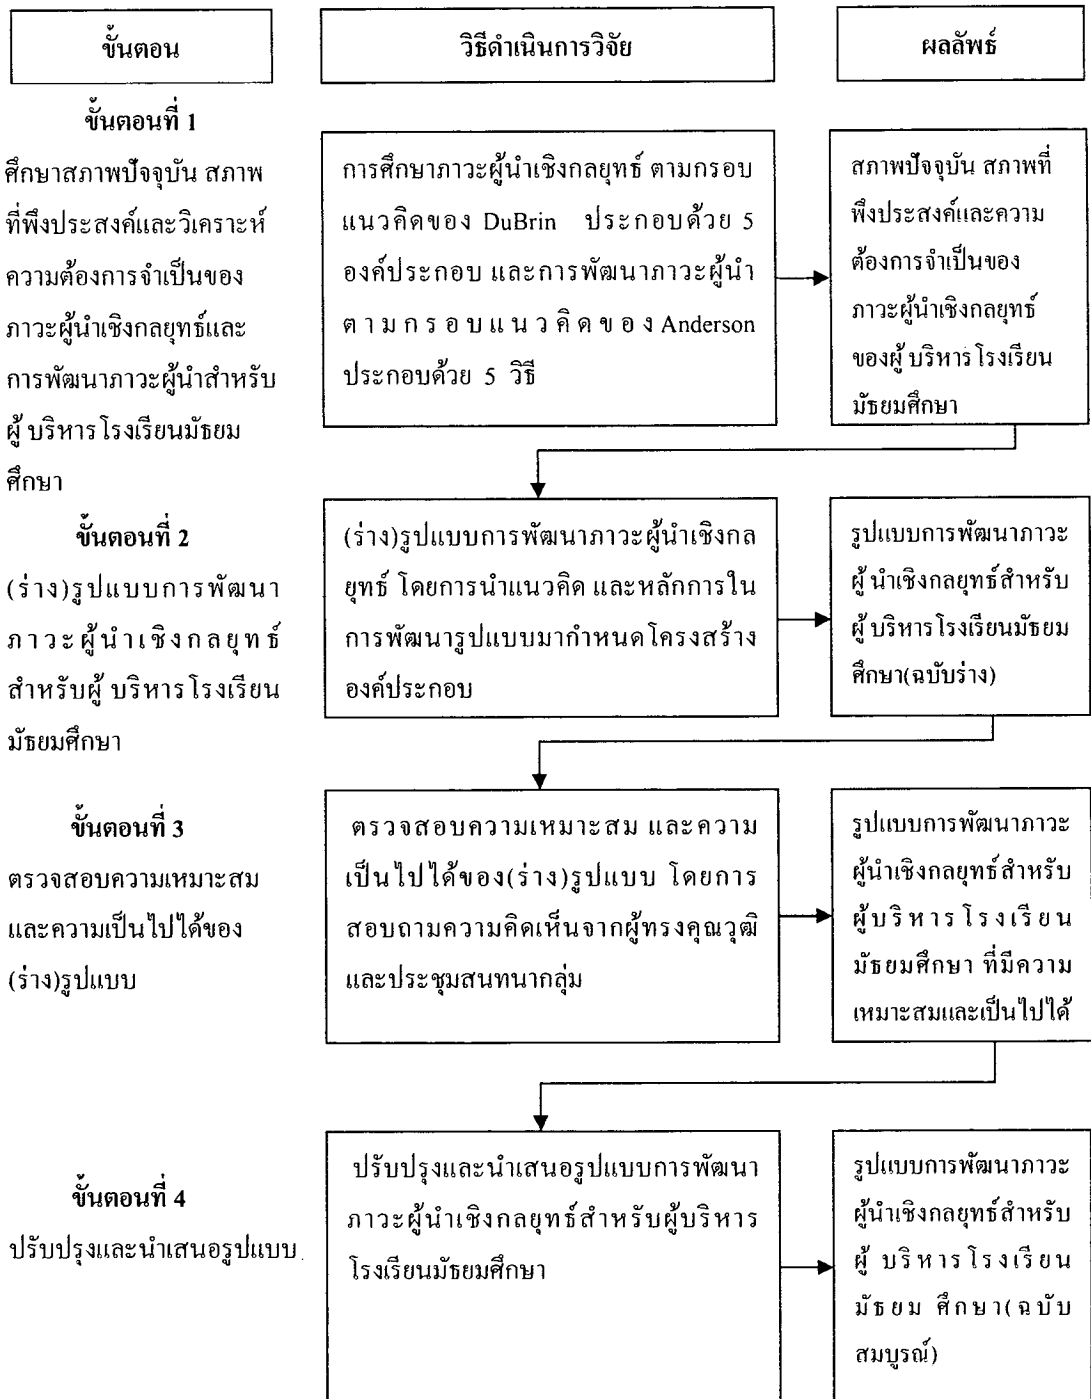 ขั้นตอน
วิธีดำเนินการวิจัย
ผลลัพธ์
ขั้นตอนที่ 1
ศึกษาสภาพปัจจุบัน สภาพ
ที่พึงประสงค์และวิเคราะห์
ความต้องการจำเป็นของ
ภาวะผู้นำเชิงกลยุทธ์และ
การพัฒนาภาวะผู้นำสำหรับ
ผู้บริหารโรงเรียนมัธยม
ศึกษา
การศึกษาภาวะผู้นำเชิงกลยุทธ์ ตามกรอบ
แนวคิดของ DuBrin ประกอบด้วย 5
องค์ประกอบ และการพัฒนาภาวะผู้นำ
ตามกรอบแนวคิดของ Anderson
ประกอบด้วย 5 วิธี
สภาพปัจจุบัน สภาพที่
พึงประสงค์และความ
ต้องการจำเป็นของ
ภาวะผู้นำเชิงกลยุทธ์
ของผู้บริหารโรงเรียน
มัธยมศึกษา
ขั้นตอนที่ 2
(ร่าง)รูปแบบการพัฒนา
ภาวะผู้นำเชิงกลยุทธ์
สำหรับผู้บริหารโรงเรียน
มัธยมศึกษา
(ร่าง)รูปแบบการพัฒนาภาวะผู้นำเชิงกล
ยุทธ์ โดยการนำแนวคิด และหลักการใน
การพัฒนารูปแบบมากำหนดโครงสร้าง
องค์ประกอบ
รูปแบบการพัฒนาภาวะ
ผู้นำเชิงกลยุทธ์สำหรับ
ผู้บริหารโรงเรียนมัธยม
ศึกษา(ฉบับร่าง)
ขั้นตอนที่ 3
ตรวจสอบความเหมาะสม
และความเป็นไปได้ของ
(ร่าง)รูปแบบ
ตรวจสอบความเหมาะสม และความ
เป็นไปได้ของ(ร่าง)รูปแบบ โดยการ
สอบถามความคิดเห็นจากผู้ทรงคุณวุฒิ
และประชุมสนทนากลุ่ม
รูปแบบการพัฒนาภาวะ
ผู้นำเชิงกลยุทธ์สำหรับ
ผู้บริหารโรงเรียน
มัธยมศึกษา ที่มีความ
เหมาะสมและเป็นไปได้
ขั้นตอนที่ 4
ปรับปรุงและนำเสนอรูปแบบ
ปรับปรุงและนำเสนอรูปแบบการพัฒนา
ภาวะผู้นำเชิงกลยุทธ์สำหรับผู้บริหาร
โรงเรียนมัธยมศึกษา
รูปแบบการพัฒนาภาวะ
ผู้นำเชิงกลยุทธ์สำหรับ
ผู้ บริหารโรงเรียน
มัธยม ศึกษา(ฉบับ
สมบูรณ์)